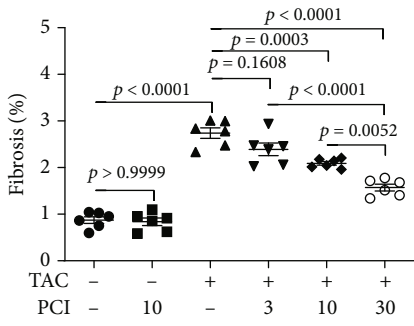 p < 0.0001
p = 0.0003
p = 0.1608
p < 0.0001
p < 0.0001
p = 0.0052
p > 0.9999
Fibrosis (%)
5
4
3
2
1
0
TAC – – + + + +
PCI – 10 – 3 10 30